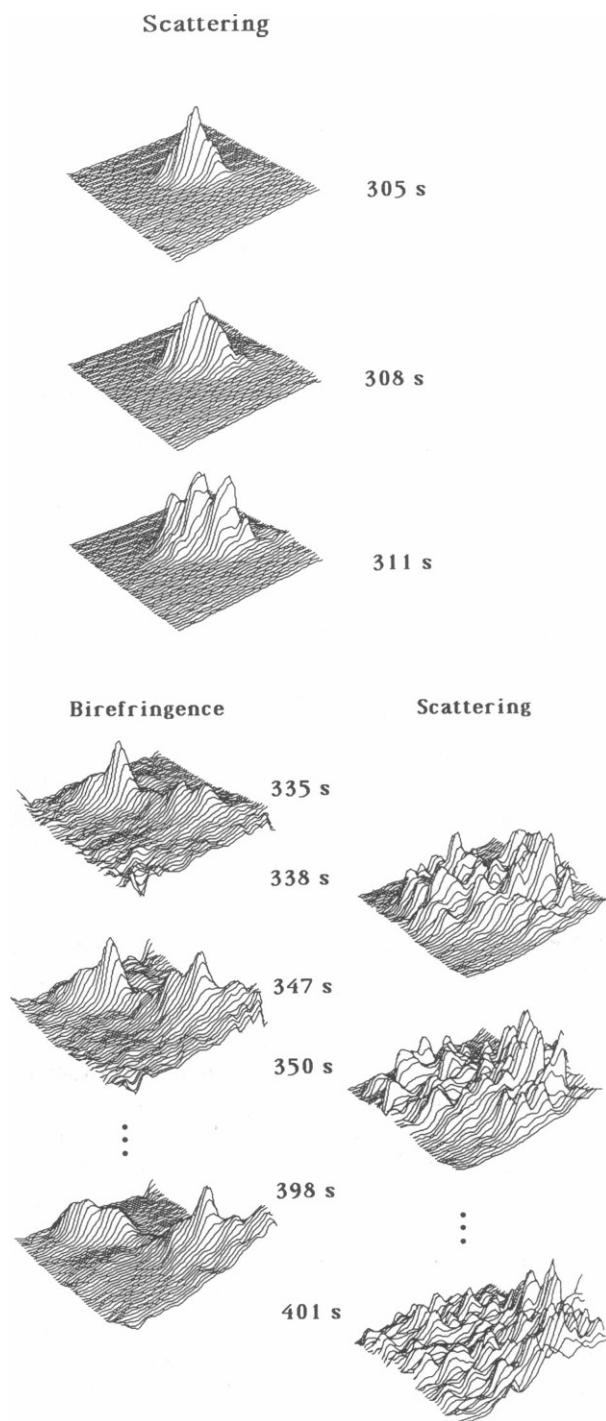 Scattering
305 s
308 s
311 s
Birefringence Scattering
335 s
338 s
347 s
350 s
398 s
401 s